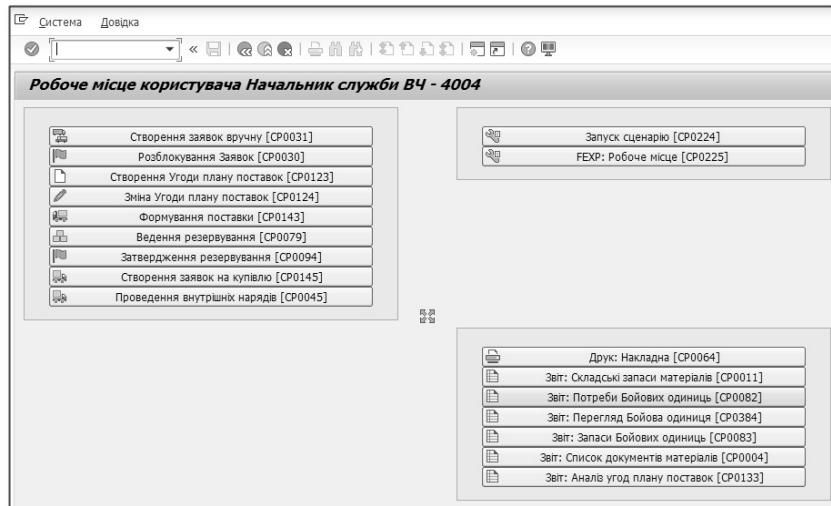 Система Довідка
Робоче місце користувача Начальник служби ВЧ - 4004
Створення заявок вручну [CP0031]
Розблокування Заявок [CP0030]
Створення Угоди плану поставок [CP0123]
Зміна Угоди плану поставок [CP0124]
Формування поставки [CP0143]
Ведення резервування [CP0079]
Затвердження резервування [CP0094]
Створення заявок на купівлю [CP0145]
Проведення внутрішніх нарядів [CP0045]
Запуск сценарію [CP0224]
FEXP: Робоче місце [CP0225]
Друк: Накладна [CP0064]
Звіт: Складські запаси матеріалів [CP0011]
Звіт: Потреби Бойових одиниць [CP0082]
Звіт: Перегляд Бойова одиниця [CP0384]
Звіт: Запаси Бойових одиниць [CP0083]
Звіт: Список документів матеріалів [CP0004]
Звіт: Аналіз угод плану поставок [CP0133]